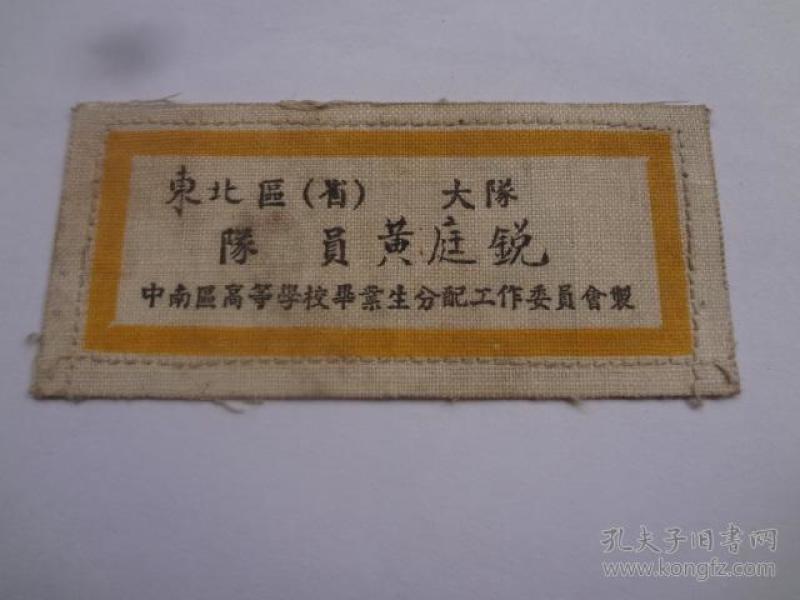 東北區(省) 大隊
隊 員 黃庭銳
中南區高等學校畢業生分配工作委員會製
孔夫子旧书网
www.kongfz.com